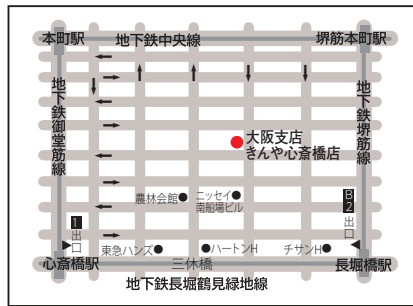 本町駅
地下鉄中央線
堺筋本町駅
地下鉄御堂筋線
地下鉄堺筋線
大阪支店
きんや心斎橋店
農林会館
ニッセイ
南船場ビル
1
出口
B2
出口
東急ハンズ
ハートンH
チサンH
心斎橋駅
三休橋
長堀橋駅
地下鉄長堀鶴見緑地線